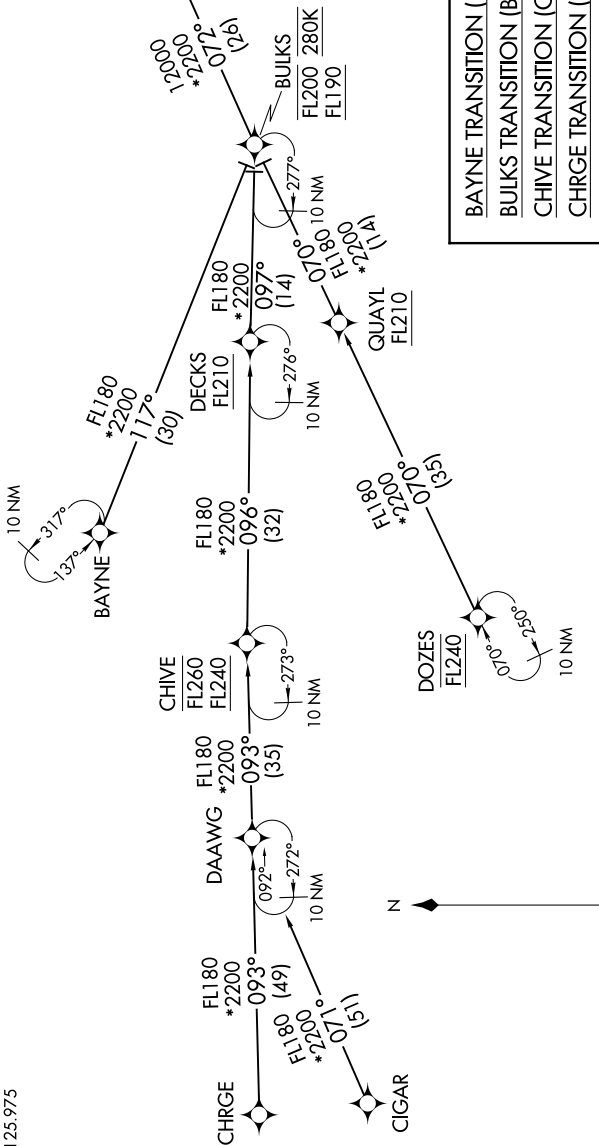 125.975
12000
*2200
072°
(26)
BULKS
FL200 280K
FL190
277°
10 NM
BAYNE
10 NM
317°
137°
FL180
*2200
117°
(30)
FL180
*2200
097°
(14)
DECKS
FL210
276°
10 NM
070°
FL180
*2200
(14)
QUAYL
FL210
FL180
*2200
096°
(32)
CHIVE
FL260
FL240
273°
10 NM
FL180
*2200
070°
(35)
DOZES
FL240
070°
250°
10 NM
FL180
*2200
093°
(35)
DAAWG
092°
272°
10 NM
FL180
*2200
093°
(49)
CHRGE
FL180
*2200
071°
(51)
CIGAR
N
BAYNE TRANSITION (
BULKS TRANSITION (B
CHIVE TRANSITION (C
CHRGE TRANSITION (